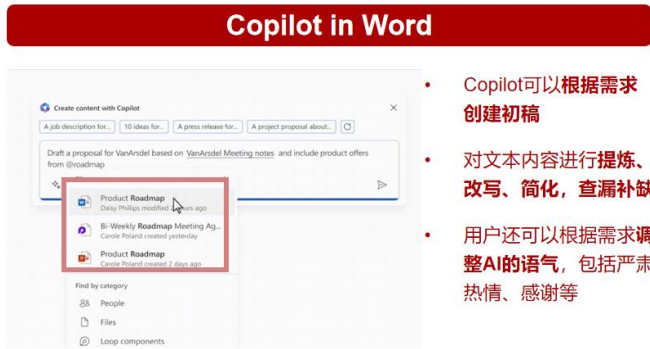 Copilot in Word
Create content with Copilot
A job description for...
10 ideas for...
A press release for...
A project proposal about...
Draft a proposal for VanArsdel based on VanArsdel Meeting notes and include product offers
from @roadmap
Product Roadmap
Daisy Phillips modified 2 hours ago
Bi-Weekly Roadmap Meeting Ag...
Carole Poland created yesterday
Product Roadmap
Carole Poland created 2 days ago
Find by category
People
Files
Loop components
• Copilot可以根据需求
创建初稿
• 对文本内容进行提炼、
改写、简化，查漏补缺
• 用户还可以根据需求调
整AI的语气，包括严肃
热情、感谢等